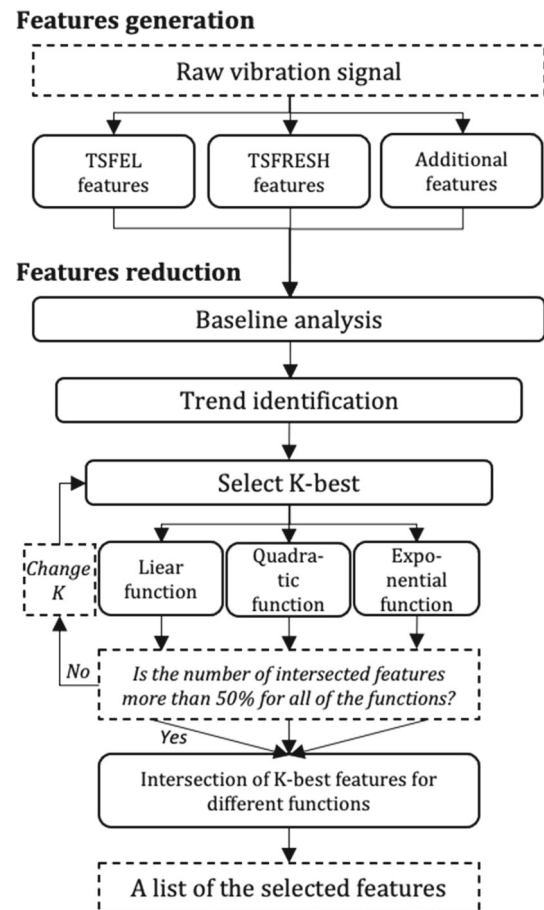 Features generation
Raw vibration signal
TSFEL
features
TSFRESH
features
Additional
features
Features reduction
Baseline analysis
Trend identification
Select K-best
Change
K
Liear
function
Quadra-
tic
function
Expo-
nential
function
No
Is the number of intersected features
more than 50% for all of the functions?
Yes
Intersection of K-best features for
different functions
A list of the selected features